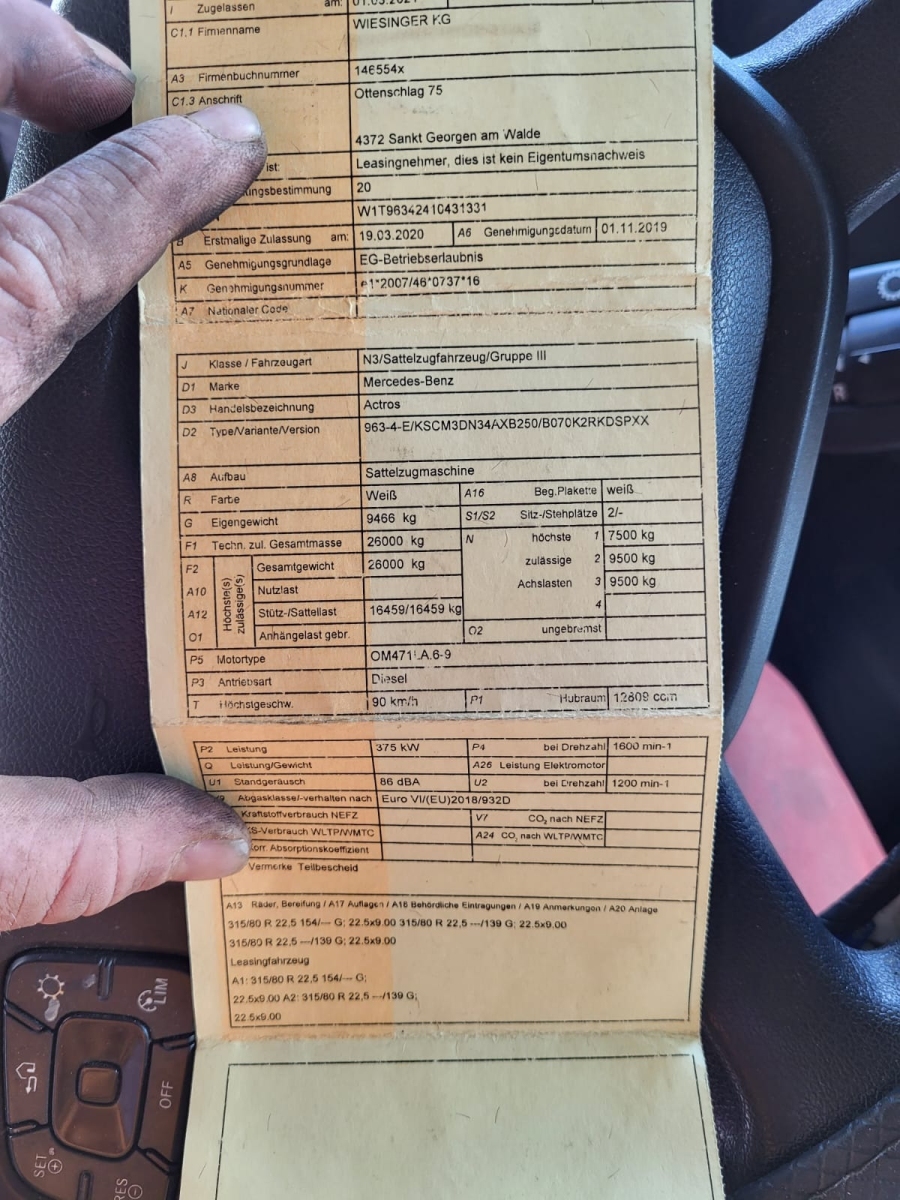 I Zugelassen am:
C1.1 Firmenname WIESINGER KG
A3 Firmenbuchnummer 146554x
C1.3 Anschrift Ottenschlag 75
4372 Sankt Georgen am Walde
ist: Leasingnehmer, dies ist kein Eigentumsnachweis
20
W1T96342410431331
B Erstmalige Zulassung am: 19.03.2020 A6 Genehmigungsdatum 01.11.2019
A5 Genehmigungsgrundlage EG-Betriebserlaubnis
K Genehmigungsnummer e1*2007/46*0737*16
A7 Nationaler Code
J Klasse / Fahrzeugart N3/Sattelzugfahrzeug/Gruppe III
D1 Marke Mercedes-Benz
D3 Handelsbezeichnung Actros
D2 Type/Variante/Version 963-4-E/KSCM3DN34AXB250/B070K2RKDSPXX
A8 Aufbau Sattelzugmaschine
R Farbe Weiß A16 Beg.Plakette weiß
G Eigengewicht 9466 kg S1/S2 Sitz-/Stehplätze 2/-
F1 Techn. zul. Gesamtmasse 26000 kg N höchste 1 7500 kg
F2 Höchste(s) zulässige(s) Gesamtgewicht 26000 kg zulässige 2 9500 kg
A10 Nutzlast Achslasten 3 9500 kg
A12 Stütz-/Sattellast 16459/16459 kg 4
O1 Anhängelast gebr. O2 ungebremst
P5 Motortype OM471LA.6-9
P3 Antriebsart Diesel
T Höchstgeschw. 90 km/h P1 Hubraum 12809 ccm
P2 Leistung 375 kW P4 bei Drehzahl 1600 min-1
Q Leistung/Gewicht A26 Leistung Elektromotor
U1 Standgeräusch 86 dBA U2 bei Drehzahl 1200 min-1
Abgasklasse/-verhalten nach Euro VI/(EU)2018/932D
Kraftstoffverbrauch NEFZ V7 CO₂ nach NEFZ
KS-Verbrauch WLTP/WMTC A24 CO₂ nach WLTP/WMTC
Korr. Absorptionskoeffizient
Vermerke Teilbescheid
A13 Räder, Bereifung / A17 Auflagen / A18 Behördliche Eintragungen / A19 Anmerkungen / A20 Anlage
315/80 R 22.5 154/--- G; 22.5x9.00 315/80 R 22,5 ---/139 G; 22.5x9.00
315/80 R 22,5 ---/139 G; 22.5x9.00
Leasingfahrzeug
A1: 315/80 R 22,5 154/--- G;
22.5x9.00 A2: 315/80 R 22,5 ---/139 G;
22.5x9.00
LIM
OFF
SET
RES
R